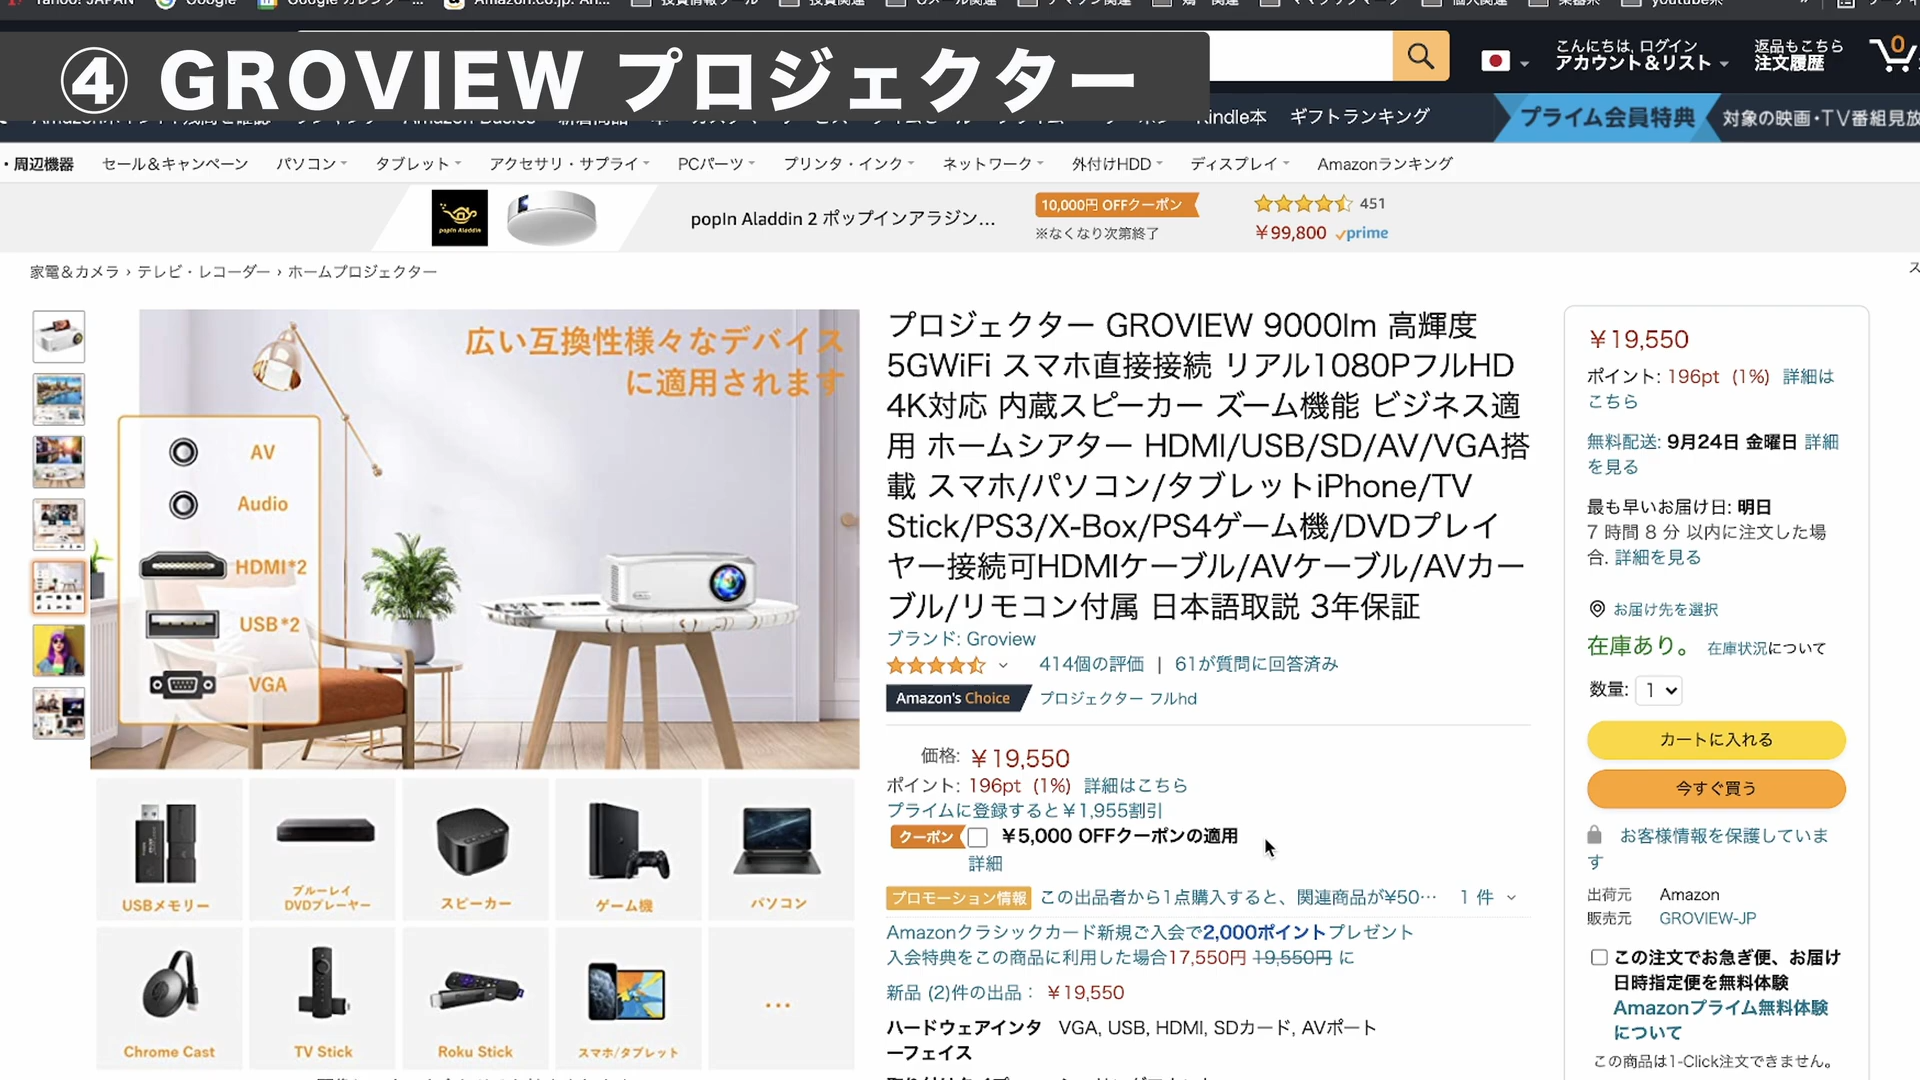 ④ GROVIEW プロジェクター
こんにちは, ログイン
アカウント＆リスト
返品もこちら
注文履歴
0
Kindle本 ギフトランキング
プライム会員特典
対象の映画・TV番組見放
・周辺機器 セール＆キャンペーン パソコン タブレット アクセサリ・サプライ PCパーツ プリンタ・インク ネットワーク 外付けHDD ディスプレイ Amazonランキング
popIn Aladdin
popIn Aladdin 2 ポップインアラジン…
10,000円 OFFクーポン
※なくなり次第終了
451
￥99,800 prime
家電＆カメラ › テレビ・レコーダー › ホームプロジェクター
広い互換性様々なデバイス
に適用されます
AV
Audio
HDMI*2
USB*2
VGA
USBメモリー
ブルーレイ
DVDプレーヤー
スピーカー
ゲーム機
パソコン
Chrome Cast
TV Stick
Roku Stick
スマホ/タブレット
…
プロジェクター GROVIEW 9000lm 高輝度
5GWiFi スマホ直接接続 リアル1080PフルHD
4K対応 内蔵スピーカー ズーム機能 ビジネス適
用 ホームシアター HDMI/USB/SD/AV/VGA搭
載 スマホ/パソコン/タブレットiPhone/TV
Stick/PS3/X-Box/PS4ゲーム機/DVDプレイ
ヤー接続可HDMIケーブル/AVケーブル/AVカー
ブル/リモコン付属 日本語取説 3年保証
ブランド: Groview
414個の評価 | 61が質問に回答済み
Amazon's Choice プロジェクター フルhd
価格: ￥19,550
ポイント: 196pt (1%) 詳細はこちら
プライムに登録すると￥1,955割引
クーポン ￥5,000 OFFクーポンの適用
詳細
プロモーション情報 この出品者から1点購入すると、関連商品が¥50… 1 件
Amazonクラシックカード新規ご入会で2,000ポイントプレゼント
入会特典をこの商品に利用した場合17,550円 19,550円 に
新品 (2)件の出品： ￥19,550
ハードウェアインタ VGA, USB, HDMI, SDカード, AVポート
ーフェイス
￥19,550
ポイント: 196pt (1%) 詳細は
こちら
無料配送: 9月24日 金曜日 詳細
を見る
最も早いお届け日: 明日
7 時間 8 分 以内に注文した場
合. 詳細を見る
お届け先を選択
在庫あり。 在庫状況について
数量: 1
カートに入れる
今すぐ買う
お客様情報を保護していま
す
出荷元 Amazon
販売元 GROVIEW-JP
この注文でお急ぎ便、お届け
日時指定便を無料体験
Amazonプライム無料体験
について
この商品は1-Click注文できません。